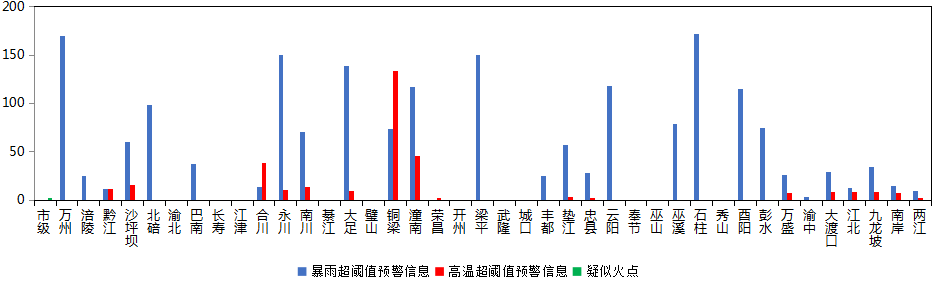 200
150
100
50
0
市级 万州 涪陵 黔江 沙坪坝 北碚 渝北 巴南 长寿 江津 合川 永川 南川 綦江 大足 璧山 铜梁 潼南 荣昌 开州 梁平 武隆 城口 丰都 垫江 忠县 云阳 奉节 巫山 巫溪 石柱 秀山 酉阳 彭水 万盛 渝中 大渡口 江北 九龙坡 南岸 两江
暴雨超阈值预警信息 高温超阈值预警信息 疑似火点